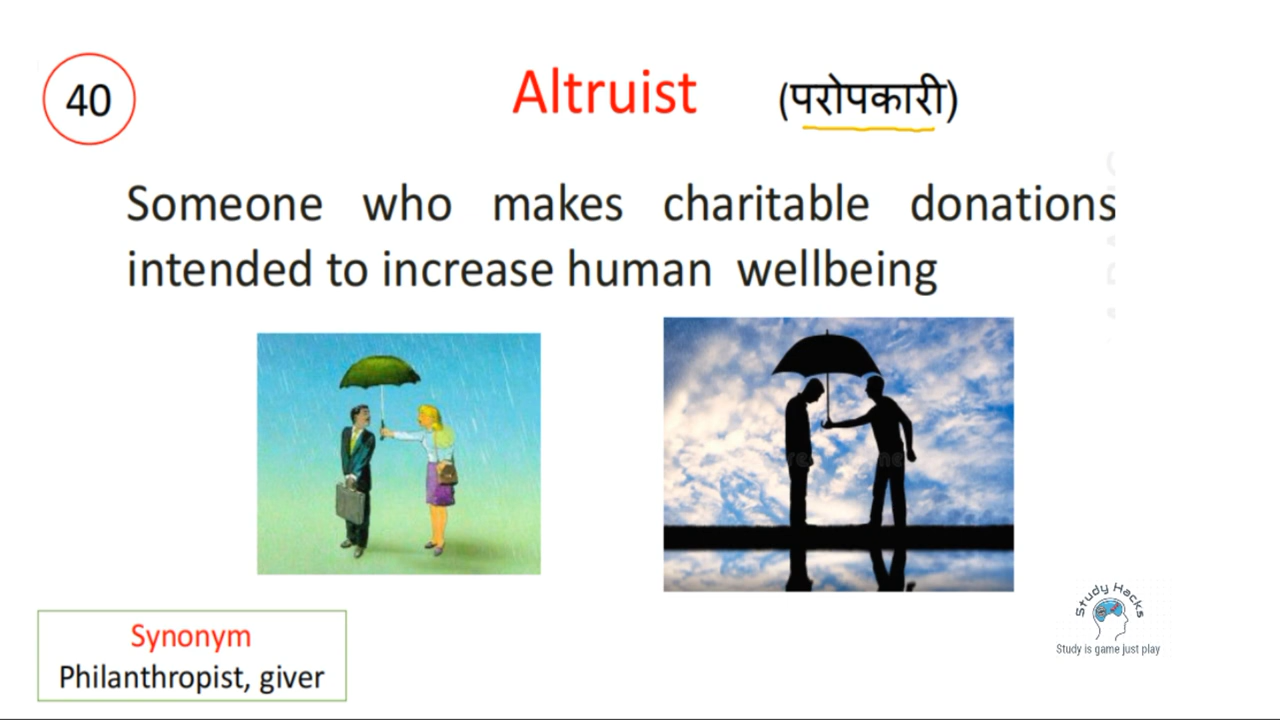 40
Altruist (परोपकारी)
Someone who makes charitable donations
intended to increase human wellbeing
Synonym
Philanthropist, giver
Study Hacks
Study is game just play